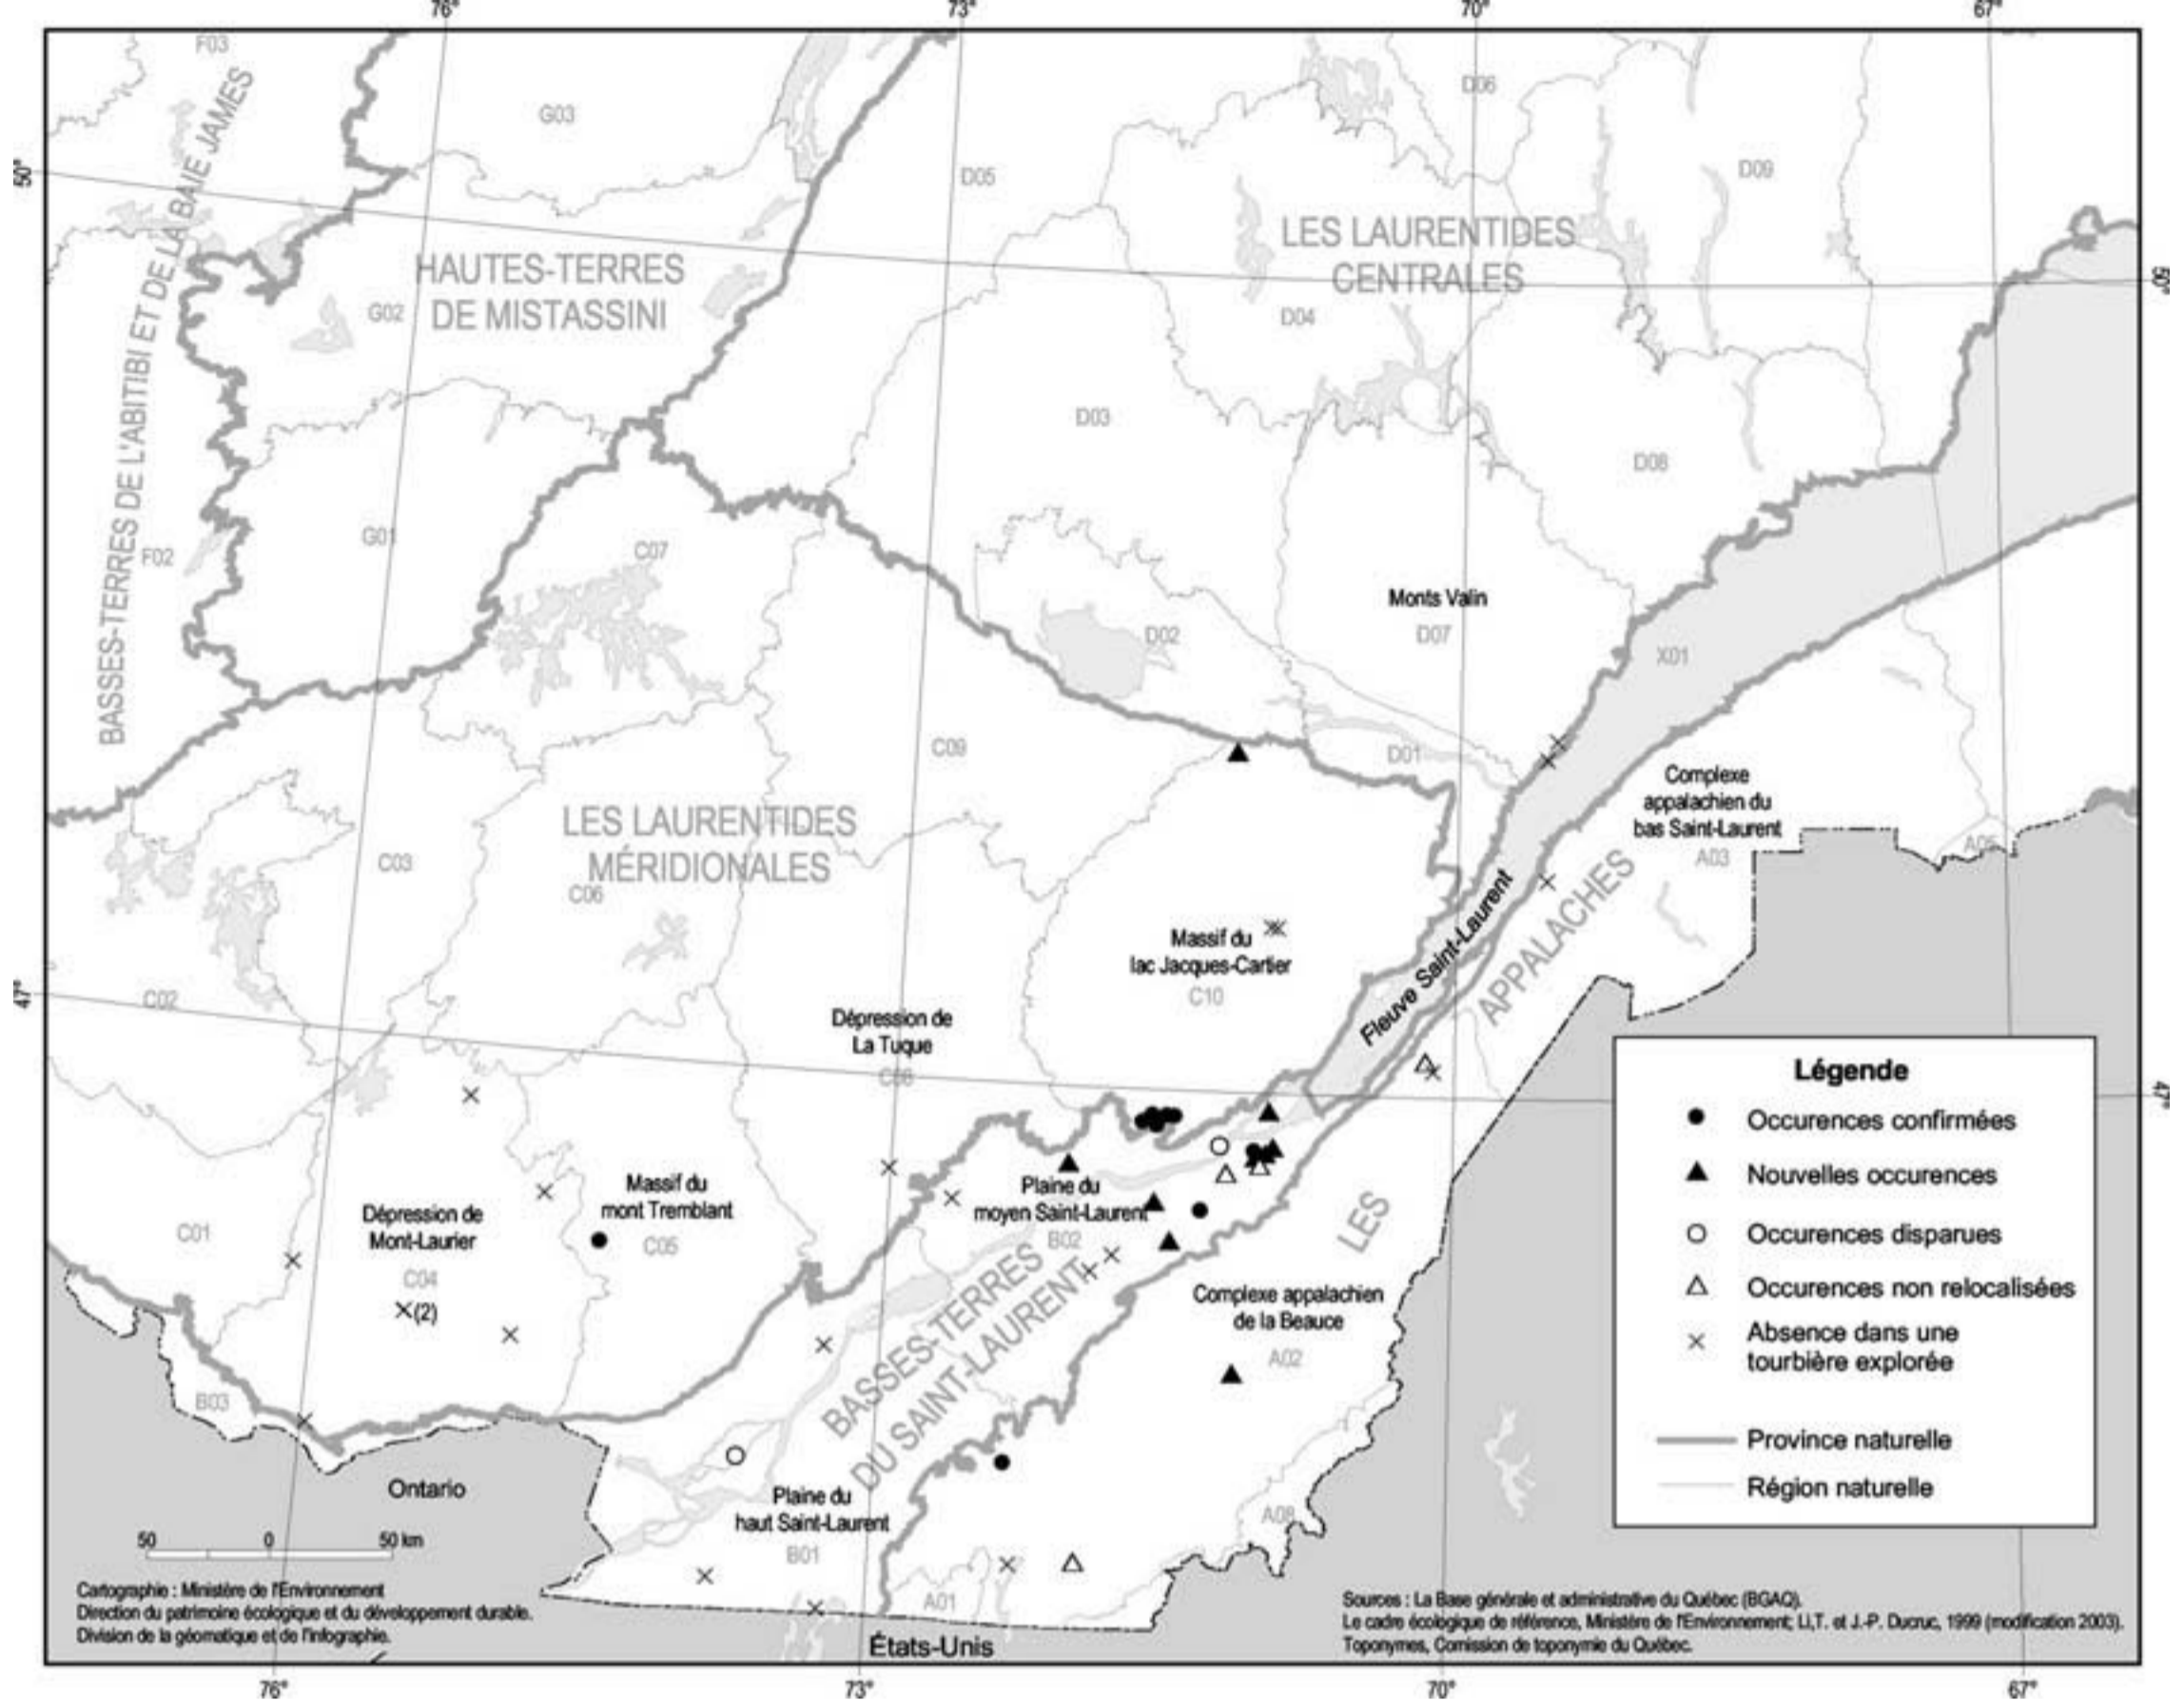 76°
73°
70°
67°
F03
G03
D06
D05
D09
50°
BASSES-TERRES DE L'ABITIBI ET DE LA BAIE JAMES
LES LAURENTIDES
CENTRALES
HAUTES-TERRES
DE MISTASSINI
50°
G02
D04
D03
D08
G01
F02
C07
Monts Valin
D07
D02
X01
C09
D01
Complexe
appalachien du
bas Saint-Laurent
A03
A05
LES LAURENTIDES
MÉRIDIONALES
C03
C06
Fleuve Saint-Laurent
LES APPALACHES
Massif du
lac Jacques-Cartier
C10
47°
C02
Dépression de
La Tuque
C08
47°
Massif du
mont Tremblant
C05
Plaine du
moyen Saint-Laurent
B02
Dépression de
Mont-Laurier
C04
C01
(2)
BASSES-TERRES
DU SAINT-LAURENT
Complexe appalachien
de la Beauce
A02
B03
Ontario
Plaine du
haut Saint-Laurent
B01
A01
A08
États-Unis
Légende
Occurences confirmées
Nouvelles occurences
Occurences disparues
Occurences non relocalisées
Absence dans une
tourbière explorée
Province naturelle
Région naturelle
50 0 50 km
Cartographie : Ministère de l'Environnement
Direction du patrimoine écologique et du développement durable.
Division de la géomatique et de l'infographie.
Sources : La Base générale et administrative du Québec (BGAQ).
Le cadre écologique de référence, Ministère de l'Environnement; Li,T. et J.-P. Ducruc, 1999 (modification 2003).
Toponymes, Comission de toponymie du Québec.
76°
73°
70°
67°